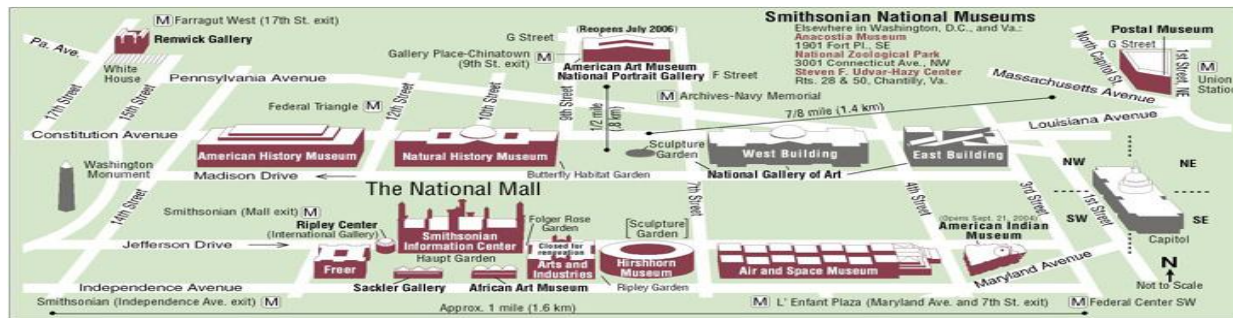 M Farragut West (17th St. exit)
Renwick Gallery
Pa. Ave.
White
House
17th Street
15th Street
Pennsylvania Avenue
G Street
(Reopens July 2006)
Gallery Place-Chinatown
(9th St. exit) M
American Art Museum
National Portrait Gallery
F Street
Smithsonian National Museums
Elsewhere in Washington, D.C., and Va.:
Anacostia Museum
1901 Fort Pl., SE
National Zoological Park
3001 Connecticut Ave., NW
Steven F. Udvar-Hazy Center
Rts. 28 & 50, Chantilly, Va.
Postal Museum
G Street
North Capitol St.
1st Street, NE
M
Union
Station
Massachusetts Avenue
Louisiana Avenue
Federal Triangle M
12th Street
10th Street
9th Street
1/2 mile
(.8 km)
M Archives-Navy Memorial
7/8 mile (1.4 km)
Constitution Avenue
American History Museum
Natural History Museum
Sculpture
Garden
West Building
East Building
National Gallery of Art
Washington
Monument
Madison Drive
Butterfly Habitat Garden
The National Mall
14th Street
7th Street
4th Street
3rd Street
1st Street
NW
NE
SW
SE
Capitol
Smithsonian (Mall exit) M
Ripley Center
(International Gallery)
Smithsonian
Information Center
Haupt Garden
Folger Rose
Garden
Closed for
renovation
Arts and
Industries
Sculpture
Garden
Hirshhorn
Museum
Ripley Garden
Air and Space Museum
(Opens Sept. 21, 2004)
American Indian
Museum
Jefferson Drive
Freer
Sackler Gallery
African Art Museum
Maryland Avenue
Independence Avenue
N
Not to Scale
Smithsonian (Independence Ave. exit) M
Approx. 1 mile (1.6 km)
M L' Enfant Plaza (Maryland Ave. and 7th St. exit)
M Federal Center SW